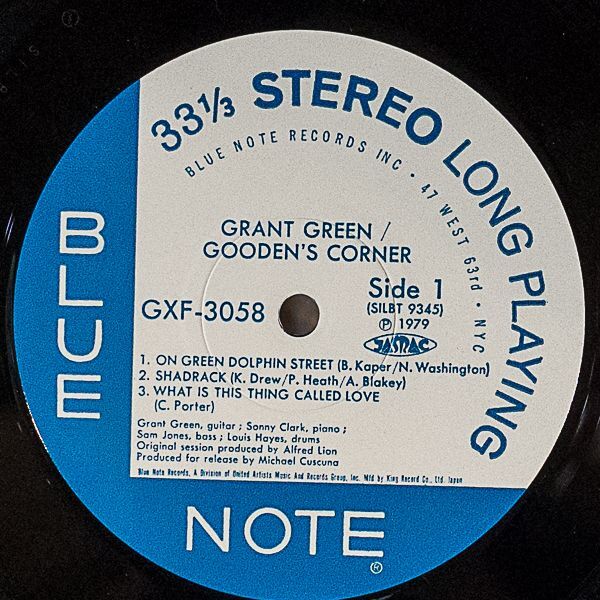 33⅓ STEREO LONG PLAYING
BLUE NOTE RECORDS INC • 47 WEST 63rd • NYC
BLUE
GRANT GREEN /
GOODEN'S CORNER
GXF-3058
Side 1
(SILBT 9345)
Ⓟ 1979
JASRAC
1. ON GREEN DOLPHIN STREET (B. Kaper/N. Washington)
2. SHADRACK (K. Drew/P. Heath/A. Blakey)
3. WHAT IS THIS THING CALLED LOVE
(C. Porter)
Grant Green, guitar ; Sonny Clark, piano ;
Sam Jones, bass ; Louis Hayes, drums
Original session produced by Alfred Lion
Produced for release by Michael Cuscuna
Blue Note Records, A Division of United Artists Music And Records Group, Inc. Mfd by King Record Co., Ltd. Japan
NOTE®